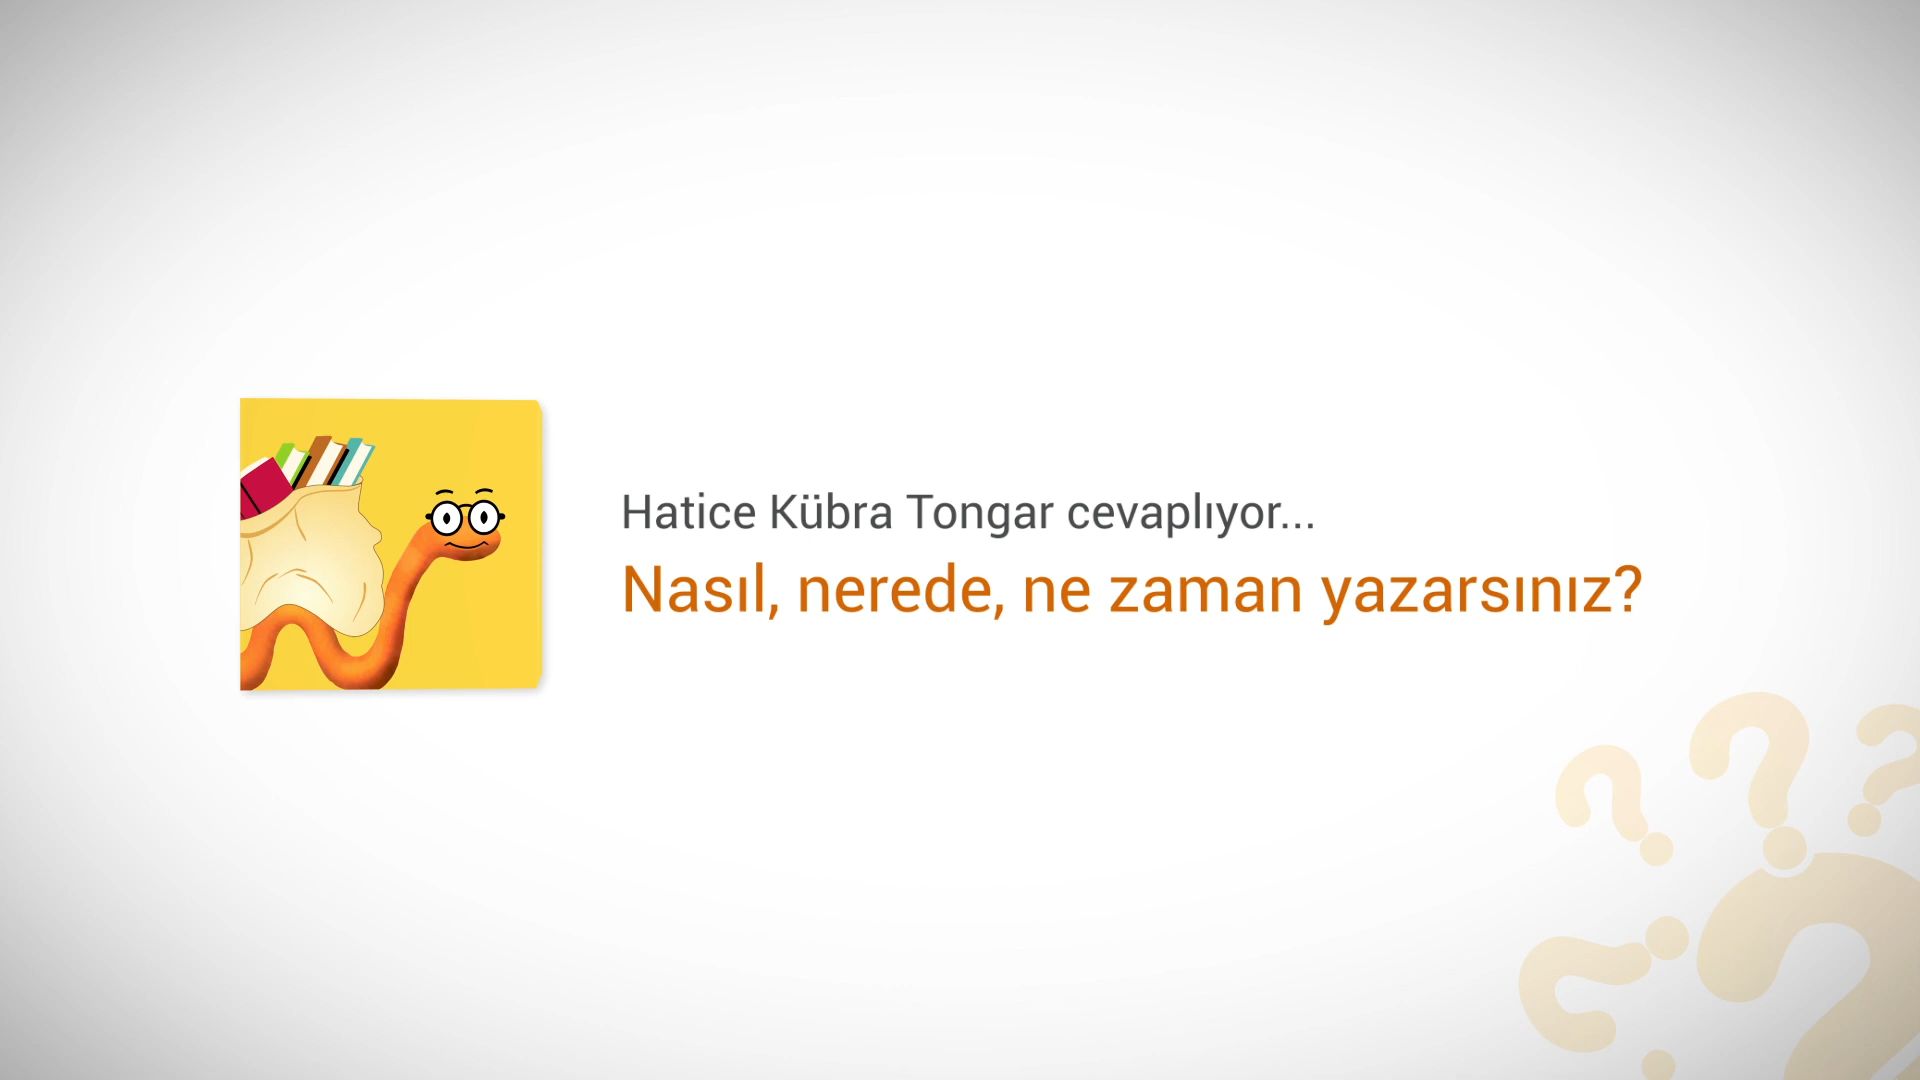 Hatice Kübra Tongar cevaplıyor...
Nasıl, nerede, ne zaman yazarsınız?